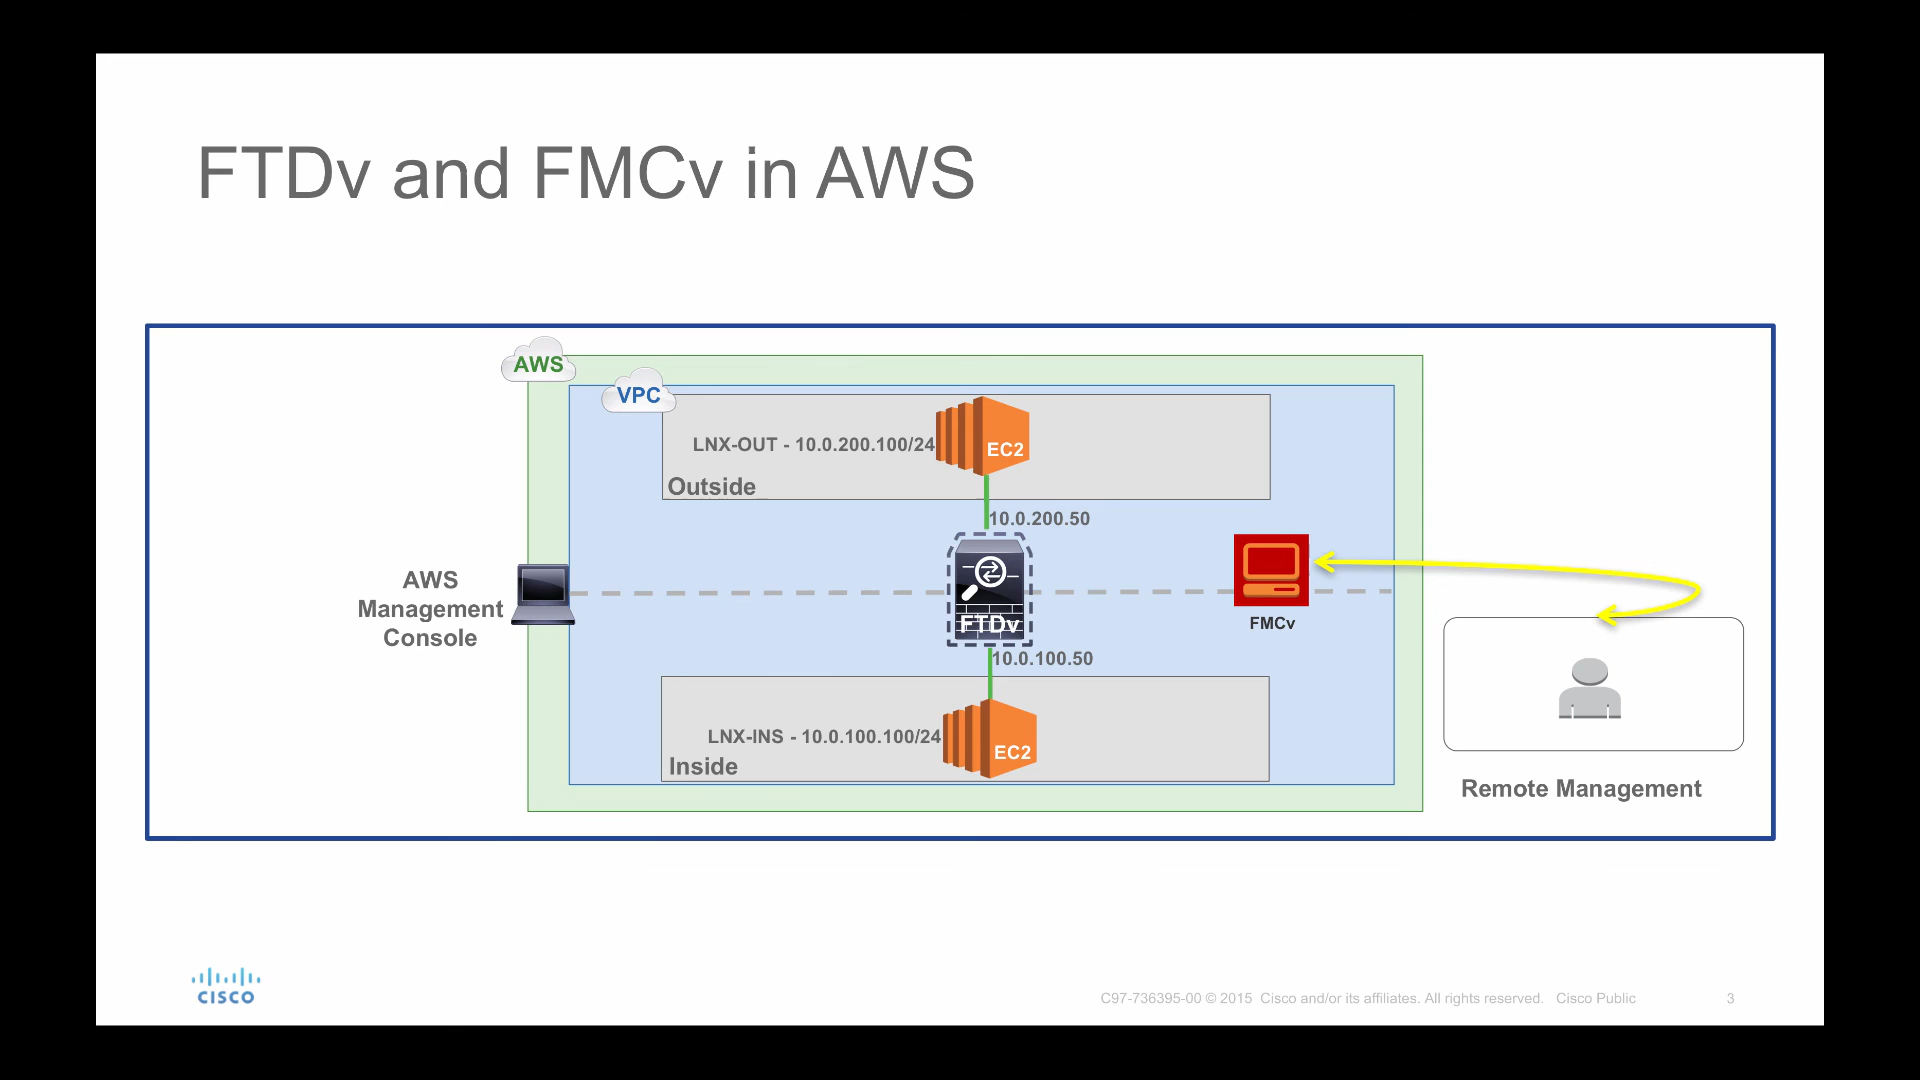 FTDv and FMCv in AWS
AWS
VPC
LNX-OUT - 10.0.200.100/24
EC2
Outside
10.0.200.50
AWS
Management
Console
FTDv
FMCv
10.0.100.50
LNX-INS - 10.0.100.100/24
EC2
Inside
Remote Management
CISCO
C97-736395-00 © 2015 Cisco and/or its affiliates. All rights reserved. Cisco Public
3